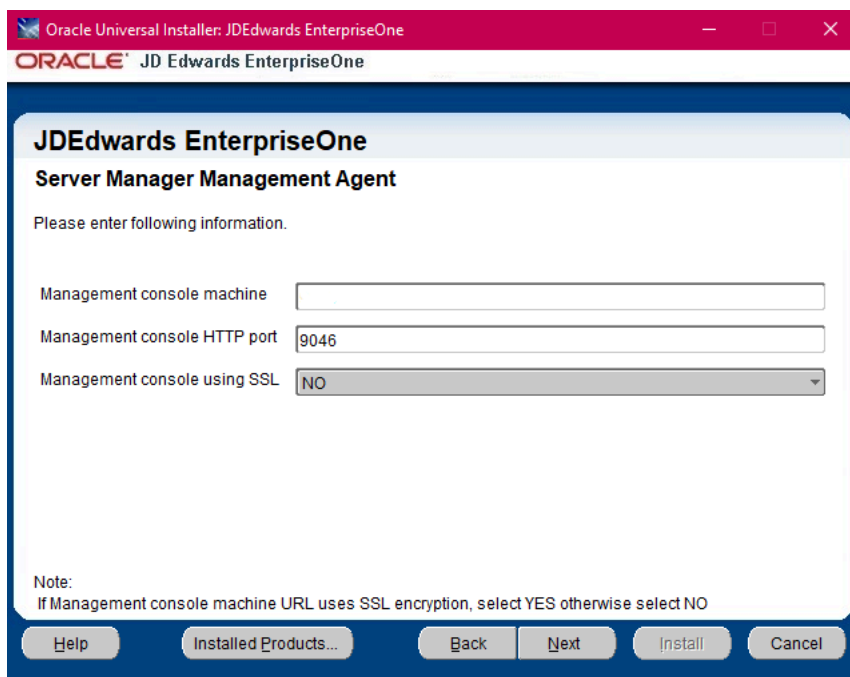 Oracle Universal Installer: JDEdwards EnterpriseOne
ORACLE JD Edwards EnterpriseOne
JDEdwards EnterpriseOne
Server Manager Management Agent
Please enter following information.
Management console machine
Management console HTTP port 9046
Management console using SSL NO
Note:
If Management console machine URL uses SSL encryption, select YES otherwise select NO
Help Installed Products... Back Next Install Cancel